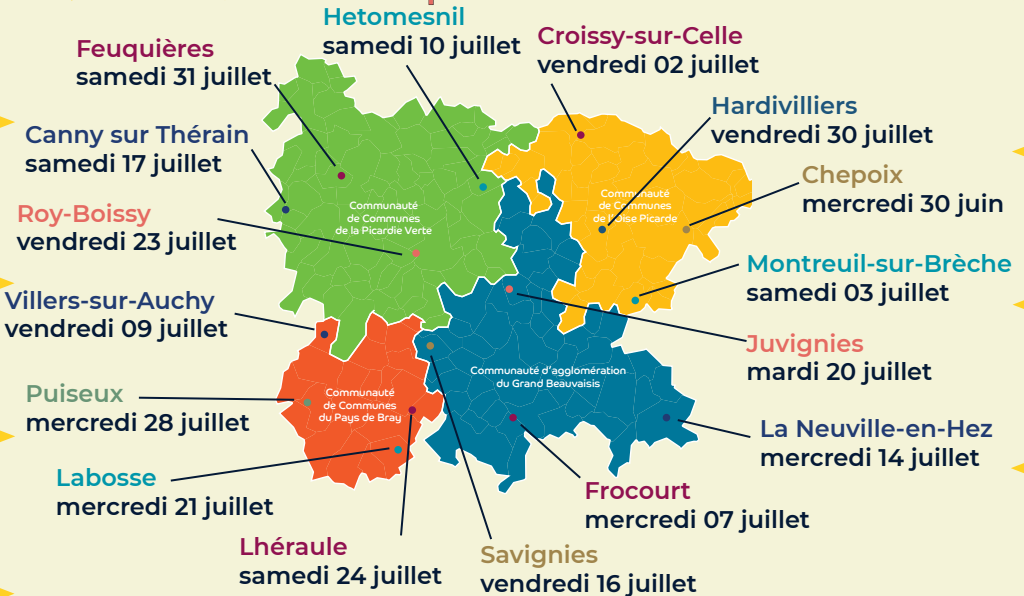 Hetomesnil
samedi 10 juillet
Croissy-sur-Celle
vendredi 02 juillet
Feuquières
samedi 31 juillet
Hardivilliers
vendredi 30 juillet
Canny sur Thérain
samedi 17 juillet
Chepoix
mercredi 30 juin
Communauté
de Communes
de la Picardie Verte
Communauté
de Communes
de l'Oise Picarde
Roy-Boissy
vendredi 23 juillet
Montreuil-sur-Brèche
samedi 03 juillet
Villers-sur-Auchy
vendredi 09 juillet
Juvignies
mardi 20 juillet
Communauté d'agglomération
du Grand Beauvaisis
Puiseux
mercredi 28 juillet
Communauté
de Communes
du Pays de Bray
La Neuville-en-Hez
mercredi 14 juillet
Labosse
mercredi 21 juillet
Frocourt
mercredi 07 juillet
Lhéraule
samedi 24 juillet
Savignies
vendredi 16 juillet